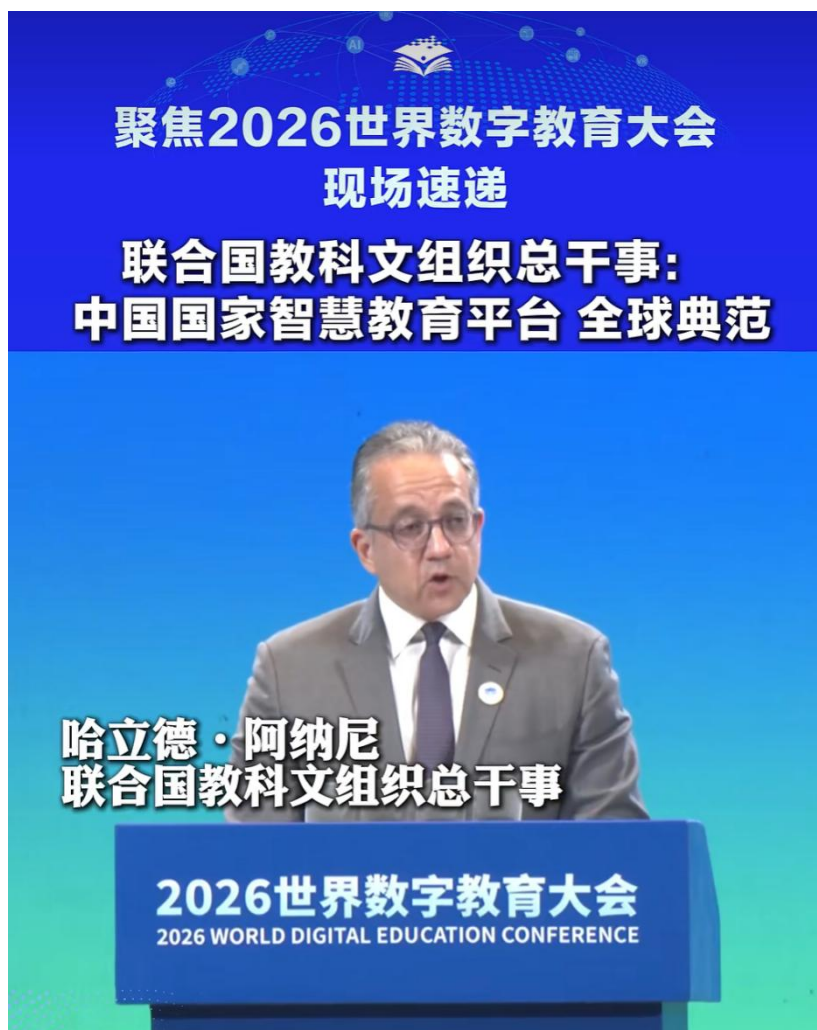 AI
聚焦2026世界数字教育大会
现场速递
联合国教科文组织总干事：
中国国家智慧教育平台 全球典范
哈立德·阿纳尼
联合国教科文组织总干事
2026世界数字教育大会
2026 WORLD DIGITAL EDUCATION CONFERENCE